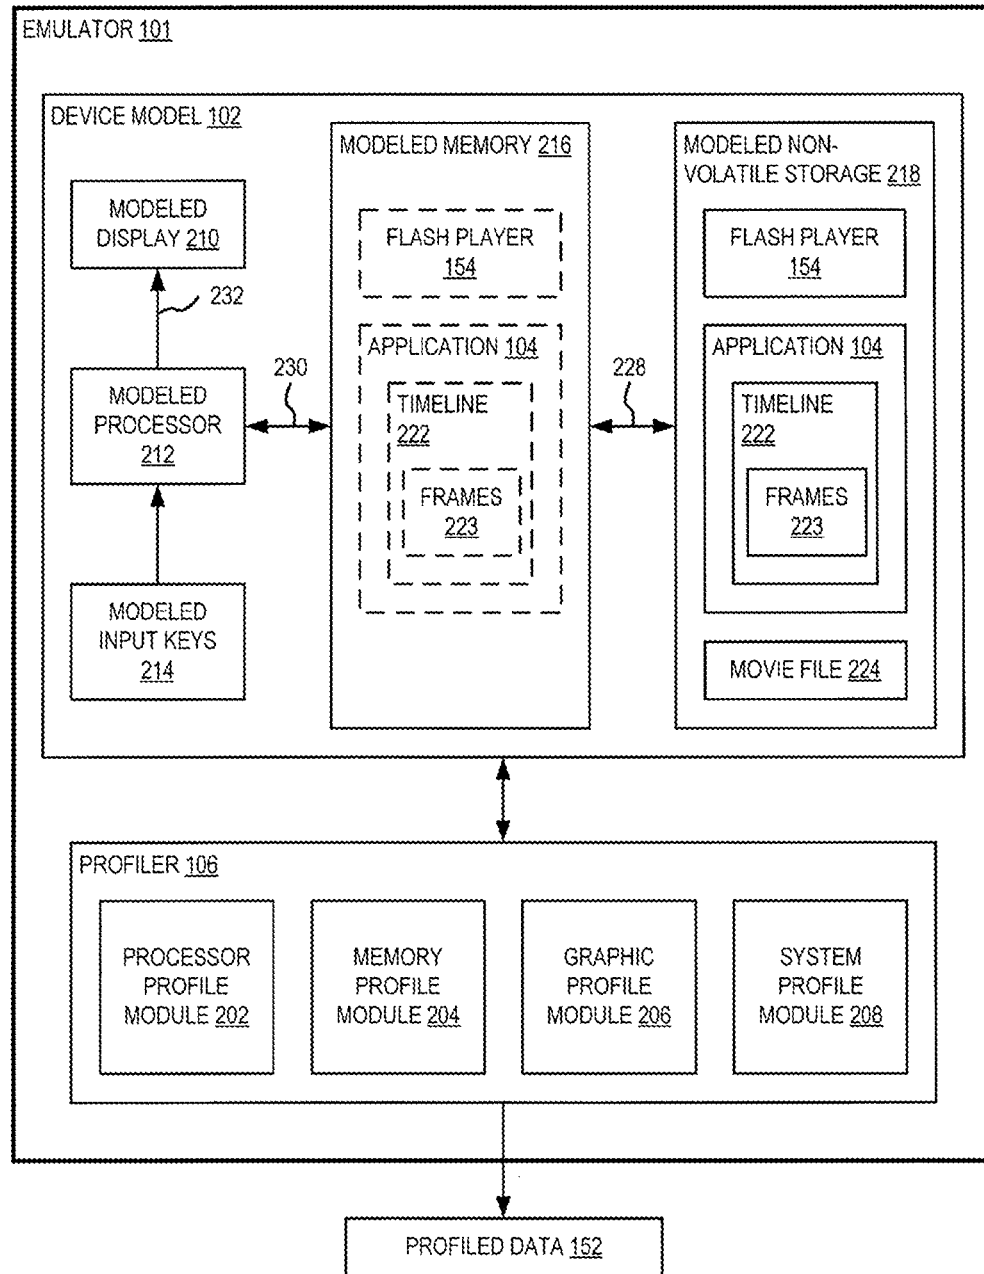 EMULATOR 101
DEVICE MODEL 102
MODELED
DISPLAY 210
232
MODELED
PROCESSOR
212
MODELED
INPUT KEYS
214
230
MODELED MEMORY 216
FLASH PLAYER
154
APPLICATION 104
TIMELINE
222
FRAMES
223
228
MODELED NON-
VOLATILE STORAGE 218
FLASH PLAYER
154
APPLICATION 104
TIMELINE
222
FRAMES
223
MOVIE FILE 224
PROFILER 106
PROCESSOR
PROFILE
MODULE 202
MEMORY
PROFILE
MODULE 204
GRAPHIC
PROFILE
MODULE 206
SYSTEM
PROFILE
MODULE 208
PROFILED DATA 152